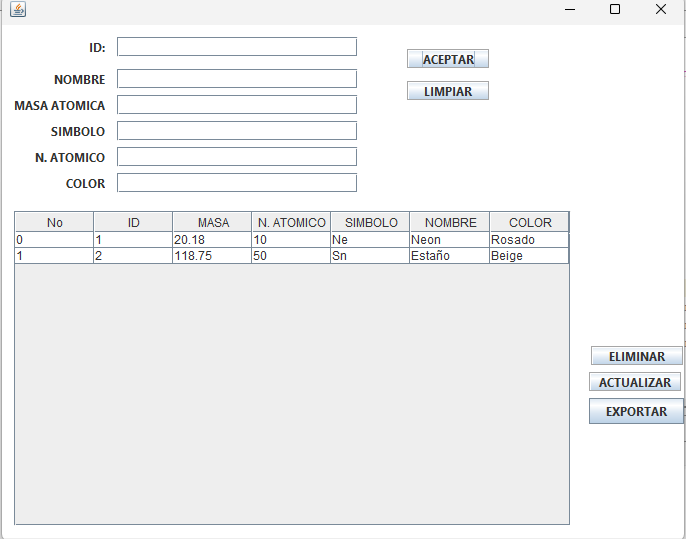 ID:
ACEPTAR
NOMBRE
LIMPIAR
MASA ATOMICA
SIMBOLO
N. ATOMICO
COLOR
No ID MASA N. ATOMICO SIMBOLO NOMBRE COLOR
0 1 20.18 10 Ne Neon Rosado
1 2 118.75 50 Sn Estaño Beige
ELIMINAR
ACTUALIZAR
EXPORTAR